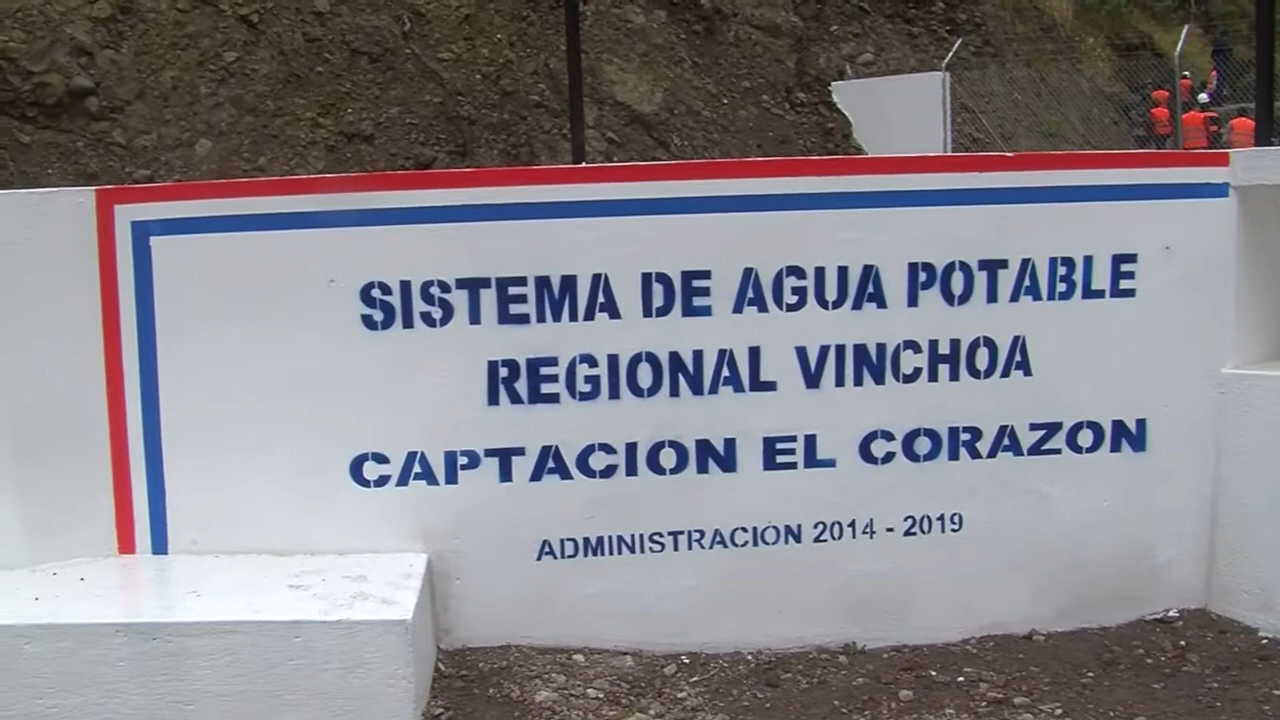 SISTEMA DE AGUA POTABLE
REGIONAL VINCHOA
CAPTACION EL CORAZON
ADMINISTRACIÓN 2014 - 2019